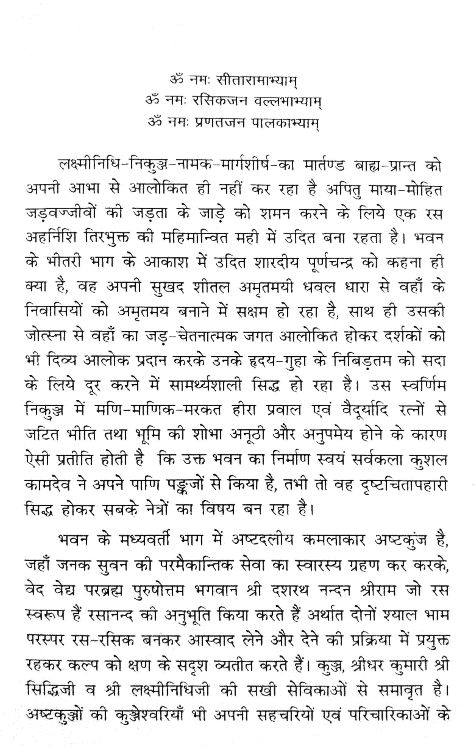 ॐ नमः सीतारामाभ्याम्
ॐ नमः रसिकजन वल्लभाभ्याम्
ॐ नमः प्रणतजन पालकाभ्याम्
लक्ष्मीनिधि-निकुञ्ज-नामक-मार्गशीर्ष-का मार्तण्ड बाह्य-प्रान्त को
अपनी आभा से आलोकित ही नहीं कर रहा है अपितु माया-मोहित
जड़वज्जीवों की जड़ता के जाड़े को शमन करने के लिये एक रस
अहर्निशि तिरभुक्त की महिमान्वित मही में उदित बना रहता है। भवन
के भीतरी भाग के आकाश में उदित शारदीय पूर्णचन्द्र को कहना ही
क्या है, वह अपनी सुखद शीतल अमृतमयी धवल धारा से वहाँ के
निवासियों को अमृतमय बनाने में सक्षम हो रहा है, साथ ही उसकी
जोत्स्ना से वहाँ का जड़-चेतनात्मक जगत आलोकित होकर दर्शकों को
भी दिव्य आलोक प्रदान करके उनके हृदय-गुहा के निबिड़तम को सदा
के लिये दूर करने में सामर्थ्यशाली सिद्ध हो रहा है। उस स्वर्णिम
निकुञ्ज में मणि-माणिक-मरकत हीरा प्रवाल एवं वैदूर्यादि रत्नों से
जटित भीति तथा भूमि की शोभा अनूठी और अनुपमेय होने के कारण
ऐसी प्रतीति होती है कि उक्त भवन का निर्माण स्वयं सर्वकला कुशल
कामदेव ने अपने पाणि पङ्कजों से किया है, तभी तो वह दृष्टचितापहारी
सिद्ध होकर सबके नेत्रों का विषय बन रहा है।
भवन के मध्यवर्ती भाग में अष्टदलीय कमलाकार अष्टकुंज है,
जहाँ जनक सुवन की परमैकान्तिक सेवा का स्वारस्य ग्रहण कर करके,
वेद वेद्य परब्रह्म पुरुषोत्तम भगवान श्री दशरथ नन्दन श्रीराम जो रस
स्वरूप हैं रसानन्द की अनुभूति किया करते हैं अर्थात दोनों श्याल भाम
परस्पर रस-रसिक बनकर आस्वाद लेने और देने की प्रक्रिया में प्रयुक्त
रहकर कल्प को क्षण के सदृश व्यतीत करते हैं। कुञ्ज, श्रीधर कुमारी श्री
सिद्धिजी व श्री लक्ष्मीनिधिजी की सखी सेविकाओं से समावृत है।
अष्टकुञ्जों की कुञ्जेश्वरियाँ भी अपनी सहचरियों एवं परिचारिकाओं के